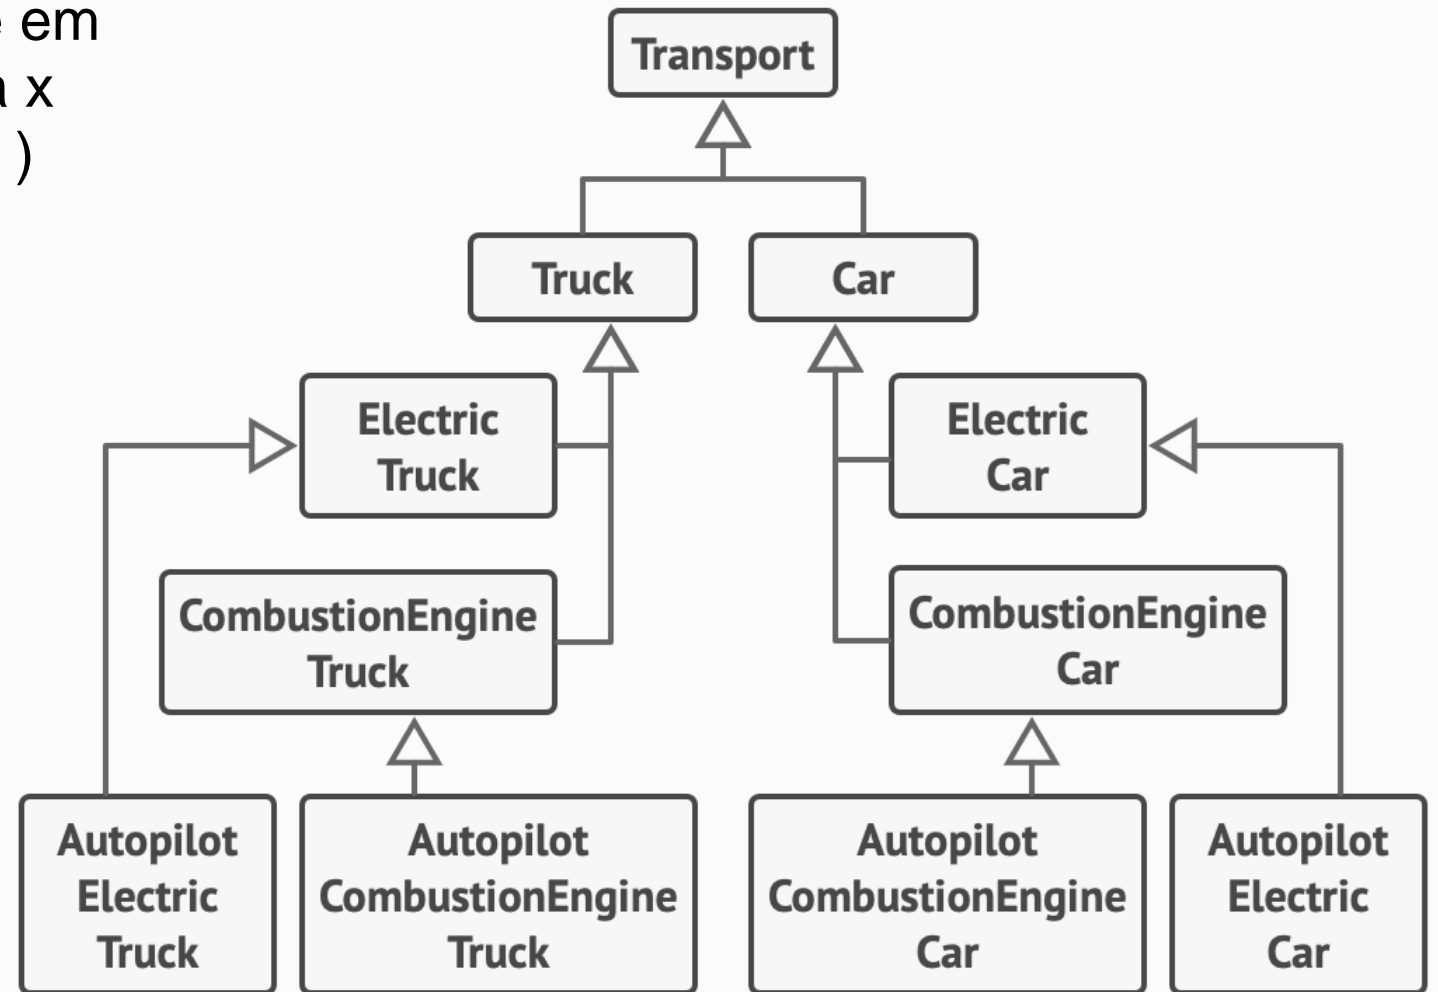 em
x
)
Transport
Truck
Car
Electric
Truck
Electric
Car
CombustionEngine
Truck
CombustionEngine
Car
Autopilot
Electric
Truck
Autopilot
CombustionEngine
Truck
Autopilot
CombustionEngine
Car
Autopilot
Electric
Car